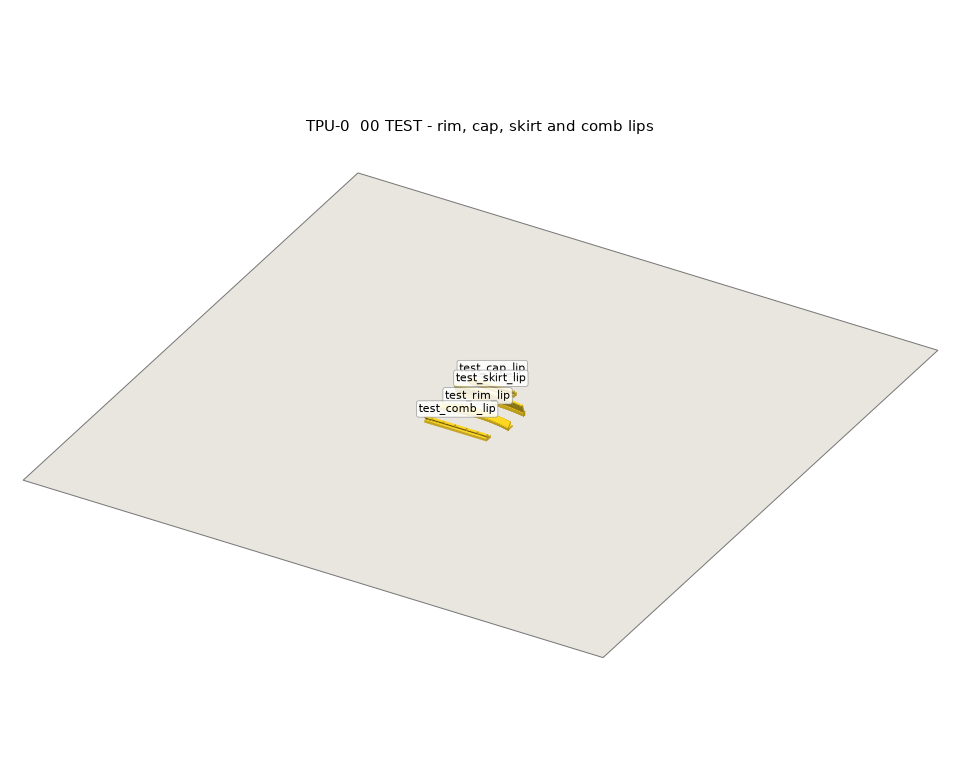 TPU-0  00 TEST - rim, cap, skirt and comb lips
test_cap_lip
test_skirt_lip
test_rim_lip
test_comb_lip